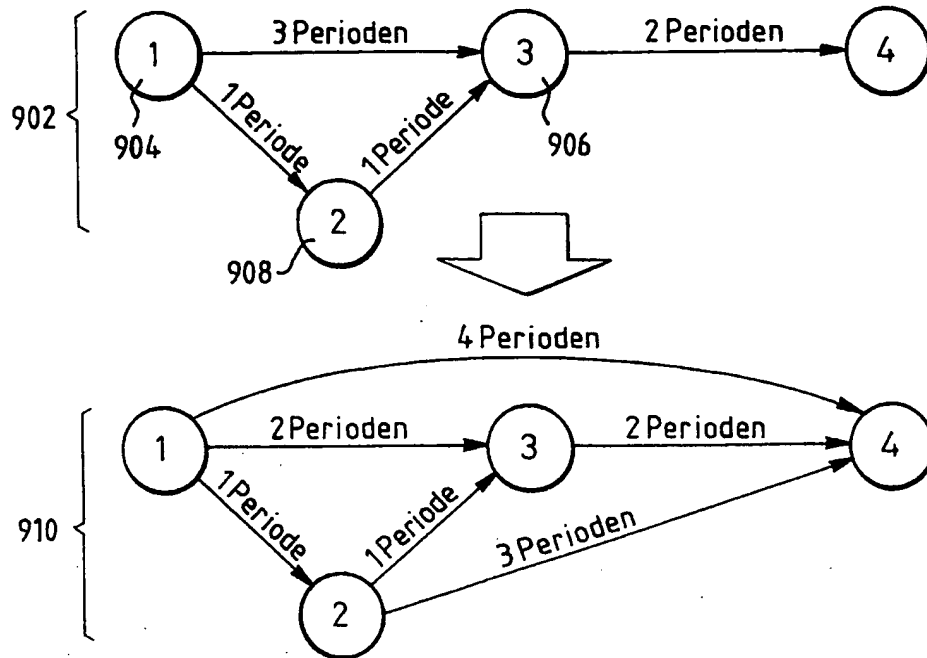 1
3 Perioden
3
2 Perioden
4
902
904
1 Periode
1 Periode
906
2
908
4 Perioden
1
2 Perioden
3
2 Perioden
4
910
1 Periode
1 Periode
3 Perioden
2